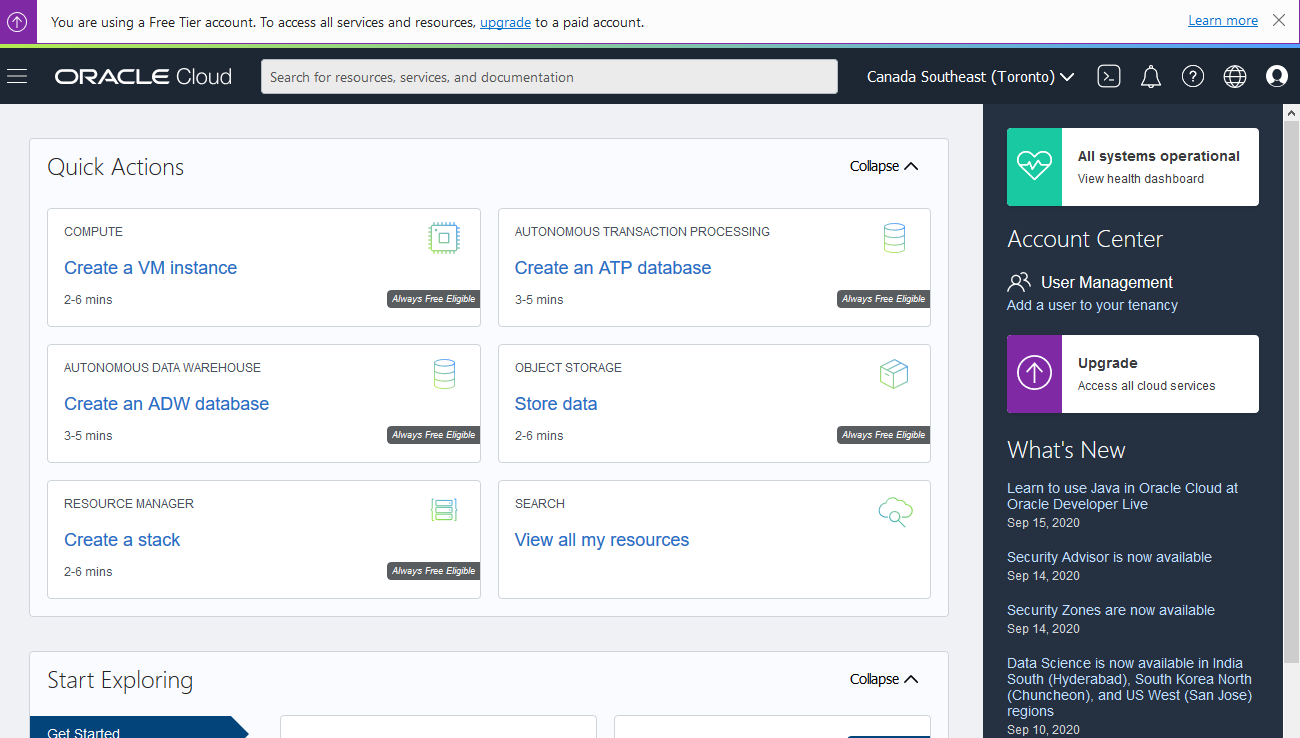 You are using a Free Tier account. To access all services and resources, upgrade to a paid account.
Learn more
ORACLE Cloud
Search for resources, services, and documentation
Canada Southeast (Toronto)
Quick Actions
Collapse
COMPUTE
Create a VM instance
2-6 mins
Always Free Eligible
AUTONOMOUS TRANSACTION PROCESSING
Create an ATP database
3-5 mins
Always Free Eligible
AUTONOMOUS DATA WAREHOUSE
Create an ADW database
3-5 mins
Always Free Eligible
OBJECT STORAGE
Store data
2-6 mins
Always Free Eligible
RESOURCE MANAGER
Create a stack
2-6 mins
Always Free Eligible
SEARCH
View all my resources
Start Exploring
Collapse
Get Started
All systems operational
View health dashboard
Account Center
User Management
Add a user to your tenancy
Upgrade
Access all cloud services
What's New
Learn to use Java in Oracle Cloud at
Oracle Developer Live
Sep 15, 2020
Security Advisor is now available
Sep 14, 2020
Security Zones are now available
Sep 14, 2020
Data Science is now available in India
South (Hyderabad), South Korea North
(Chuncheon), and US West (San Jose)
regions
Sep 10, 2020